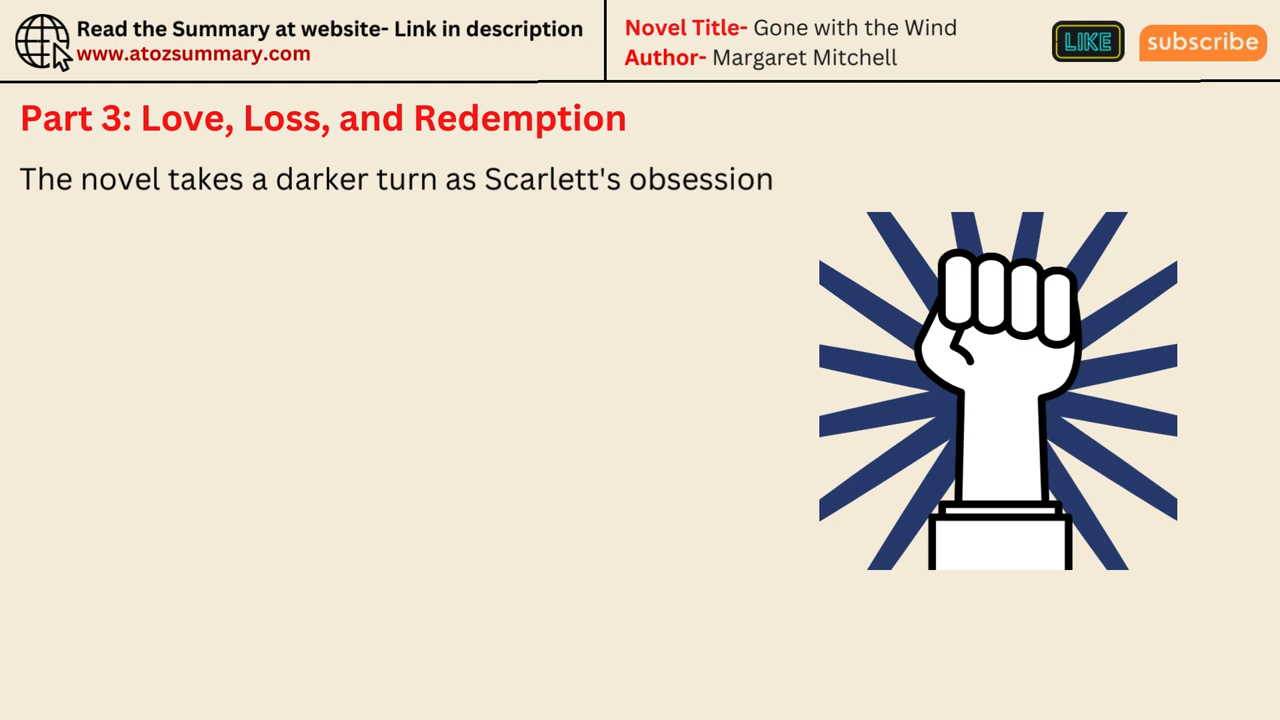 Read the Summary at website- Link in description
www.atozsummary.com
Novel Title- Gone with the Wind
Author- Margaret Mitchell
LIKE
subscribe
Part 3: Love, Loss, and Redemption
The novel takes a darker turn as Scarlett's obsession